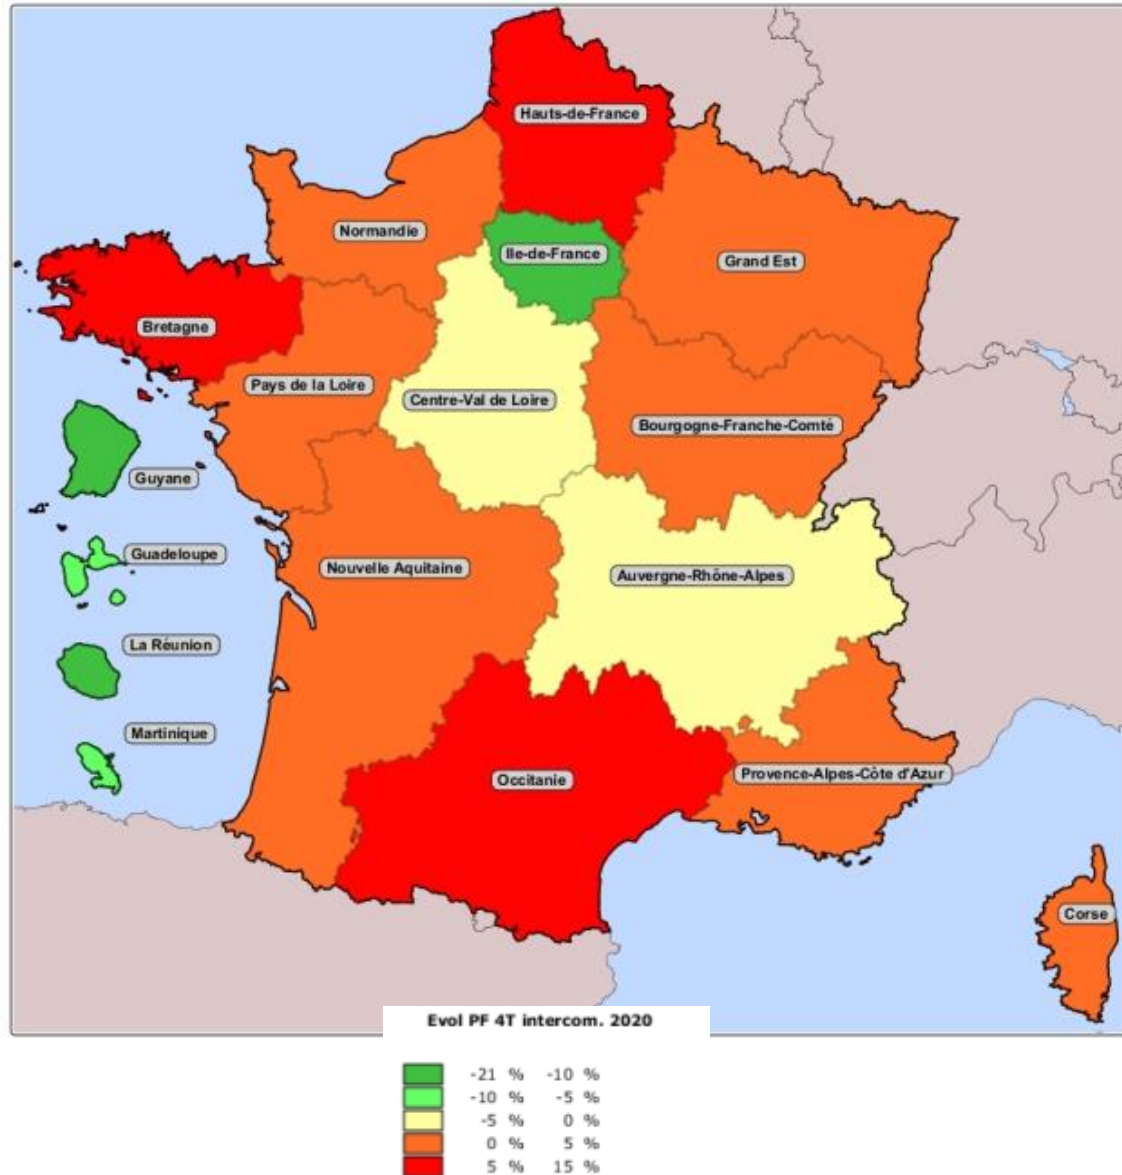 Hauts-de-France
Normandie
Ile-de-France
Grand Est
Bretagne
Pays de la Loire
Centre-Val de Loire
Bourgogne-Franche-Comté
Guyane
Guadeloupe
Nouvelle Aquitaine
Auvergne-Rhône-Alpes
La Réunion
Martinique
Occitanie
Provence-Alpes-Côte d'Azur
Corse
Evol PF 4T intercom. 2020
-21 % -10 %
-10 % -5 %
-5 % 0 %
0 % 5 %
5 % 15 %